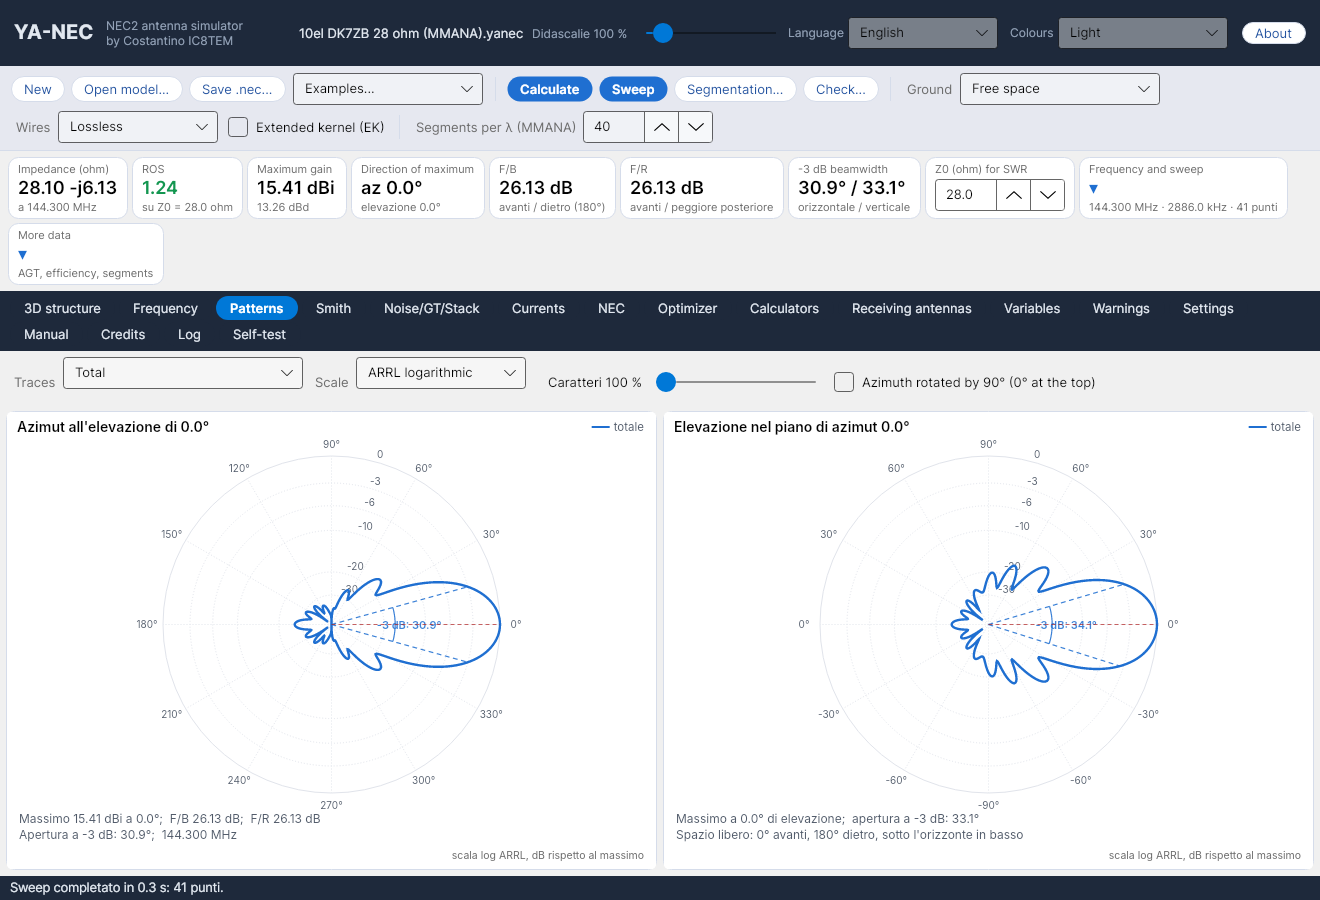 YA-NEC
NEC2 antenna simulator
by Costantino IC8TEM
10el DK7ZB 28 ohm (MMANA).yanec
Didascalie 100 %
Language
English
Colours
Light
About
New
Open model...
Save .nec...
Examples...
Calculate
Sweep
Segmentation...
Check...
Ground
Free space
Wires
Lossless
Extended kernel (EK)
Segments per λ (MMANA)
40
Impedance (ohm)
28.10 -j6.13
a 144.300 MHz
ROS
1.24
su Z0 = 28.0 ohm
Maximum gain
15.41 dBi
13.26 dBd
Direction of maximum
az 0.0°
elevazione 0.0°
F/B
26.13 dB
avanti / dietro (180°)
F/R
26.13 dB
avanti / peggiore posteriore
-3 dB beamwidth
30.9° / 33.1°
orizzontale / verticale
Z0 (ohm) for SWR
28.0
Frequency and sweep
▼
144.300 MHz · 2886.0 kHz · 41 punti
More data
▼
AGT, efficiency, segments
3D structure
Frequency
Patterns
Smith
Noise/GT/Stack
Currents
NEC
Optimizer
Calculators
Receiving antennas
Variables
Warnings
Settings
Manual
Credits
Log
Self-test
Traces
Total
Scale
ARRL logarithmic
Caratteri 100 %
Azimuth rotated by 90° (0° at the top)
Azimut all'elevazione di 0.0°
totale
90°
0
120°
60°
-3
-6
-10
150°
30°
-20
-30
180°
-3 dB: 30.9°
0°
210°
330°
240°
300°
270°
Massimo 15.41 dBi a 0.0°;  F/B 26.13 dB;  F/R 26.13 dB
Apertura a -3 dB: 30.9°;  144.300 MHz
scala log ARRL, dB rispetto al massimo
Elevazione nel piano di azimut 0.0°
totale
90°
0
60°
60°
-3
-6
-10
30°
30°
-20
-30
0°
-3 dB: 34.1°
0°
-30°
-30°
-60°
-60°
-90°
Massimo a 0.0° di elevazione;  apertura a -3 dB: 33.1°
Spazio libero: 0° avanti, 180° dietro, sotto l'orizzonte in basso
scala log ARRL, dB rispetto al massimo
Sweep completato in 0.3 s: 41 punti.